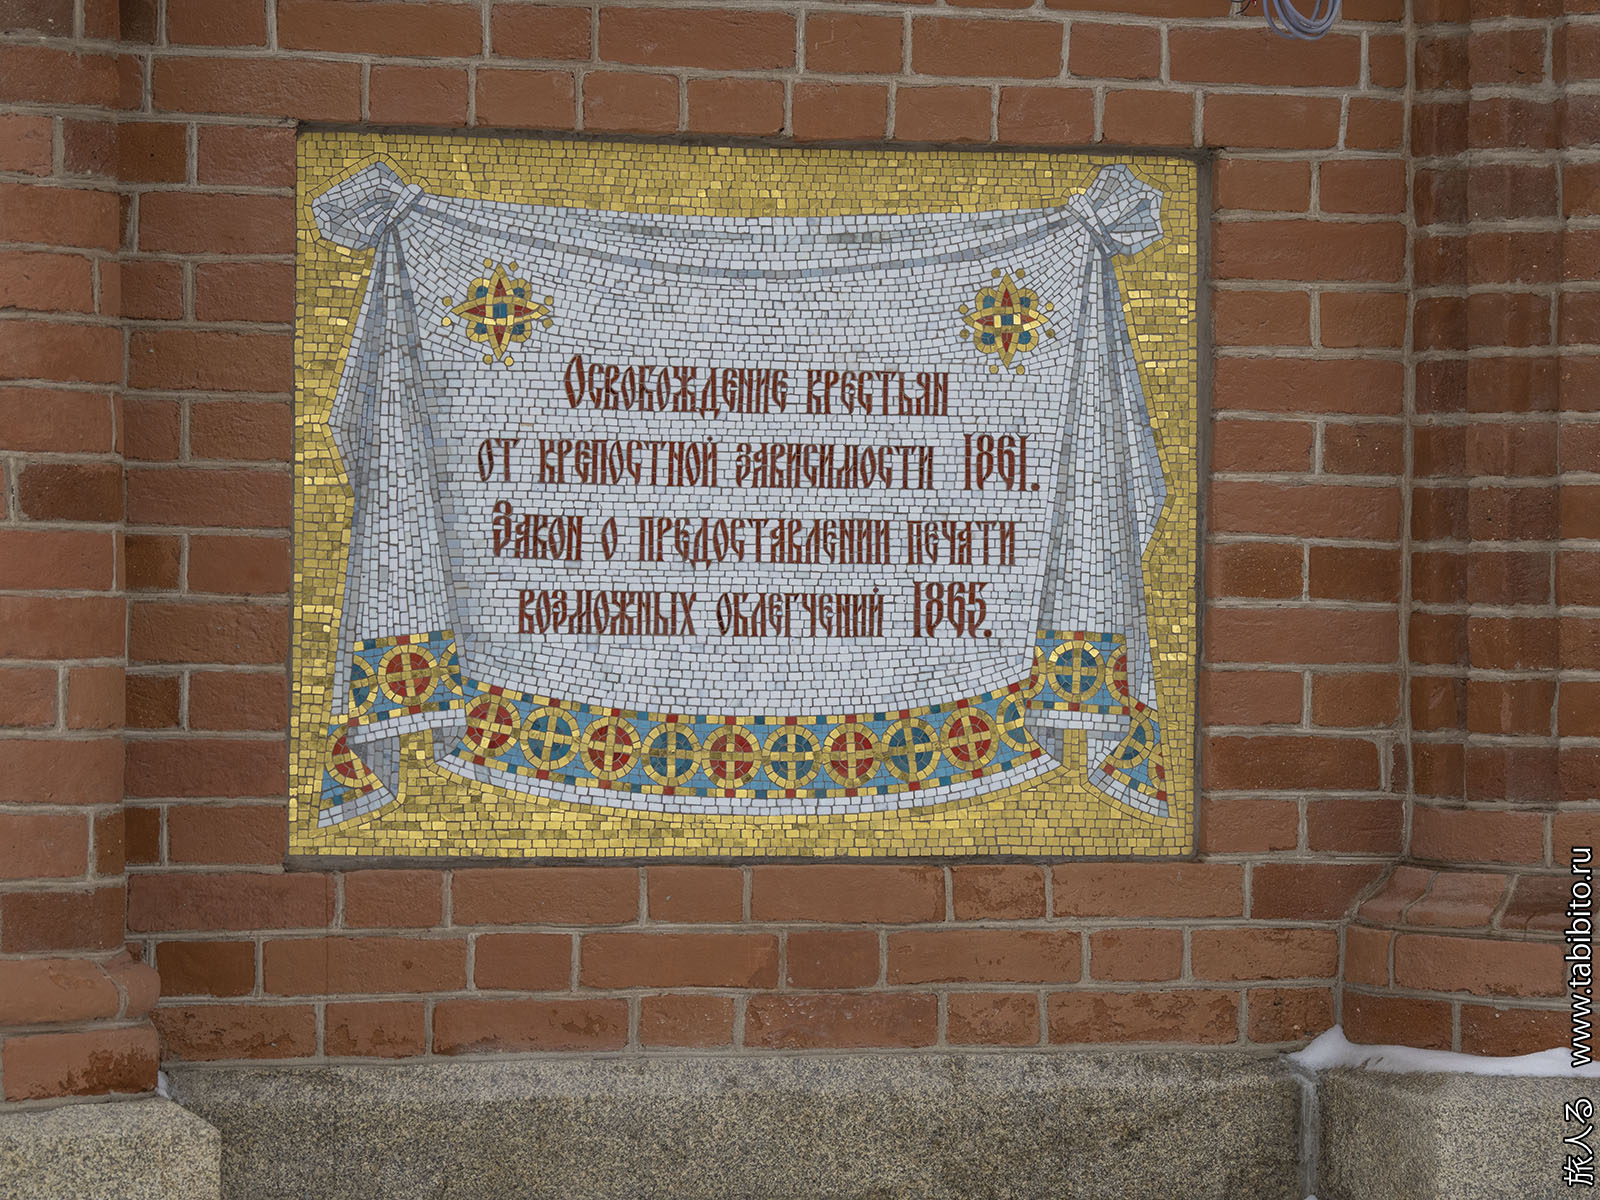 Освобождение крестьян
от крепостной зависимости 1861.
Закон о предоставлении печати
возможных облегчений 1865.
旅人る www.tabibito.ru